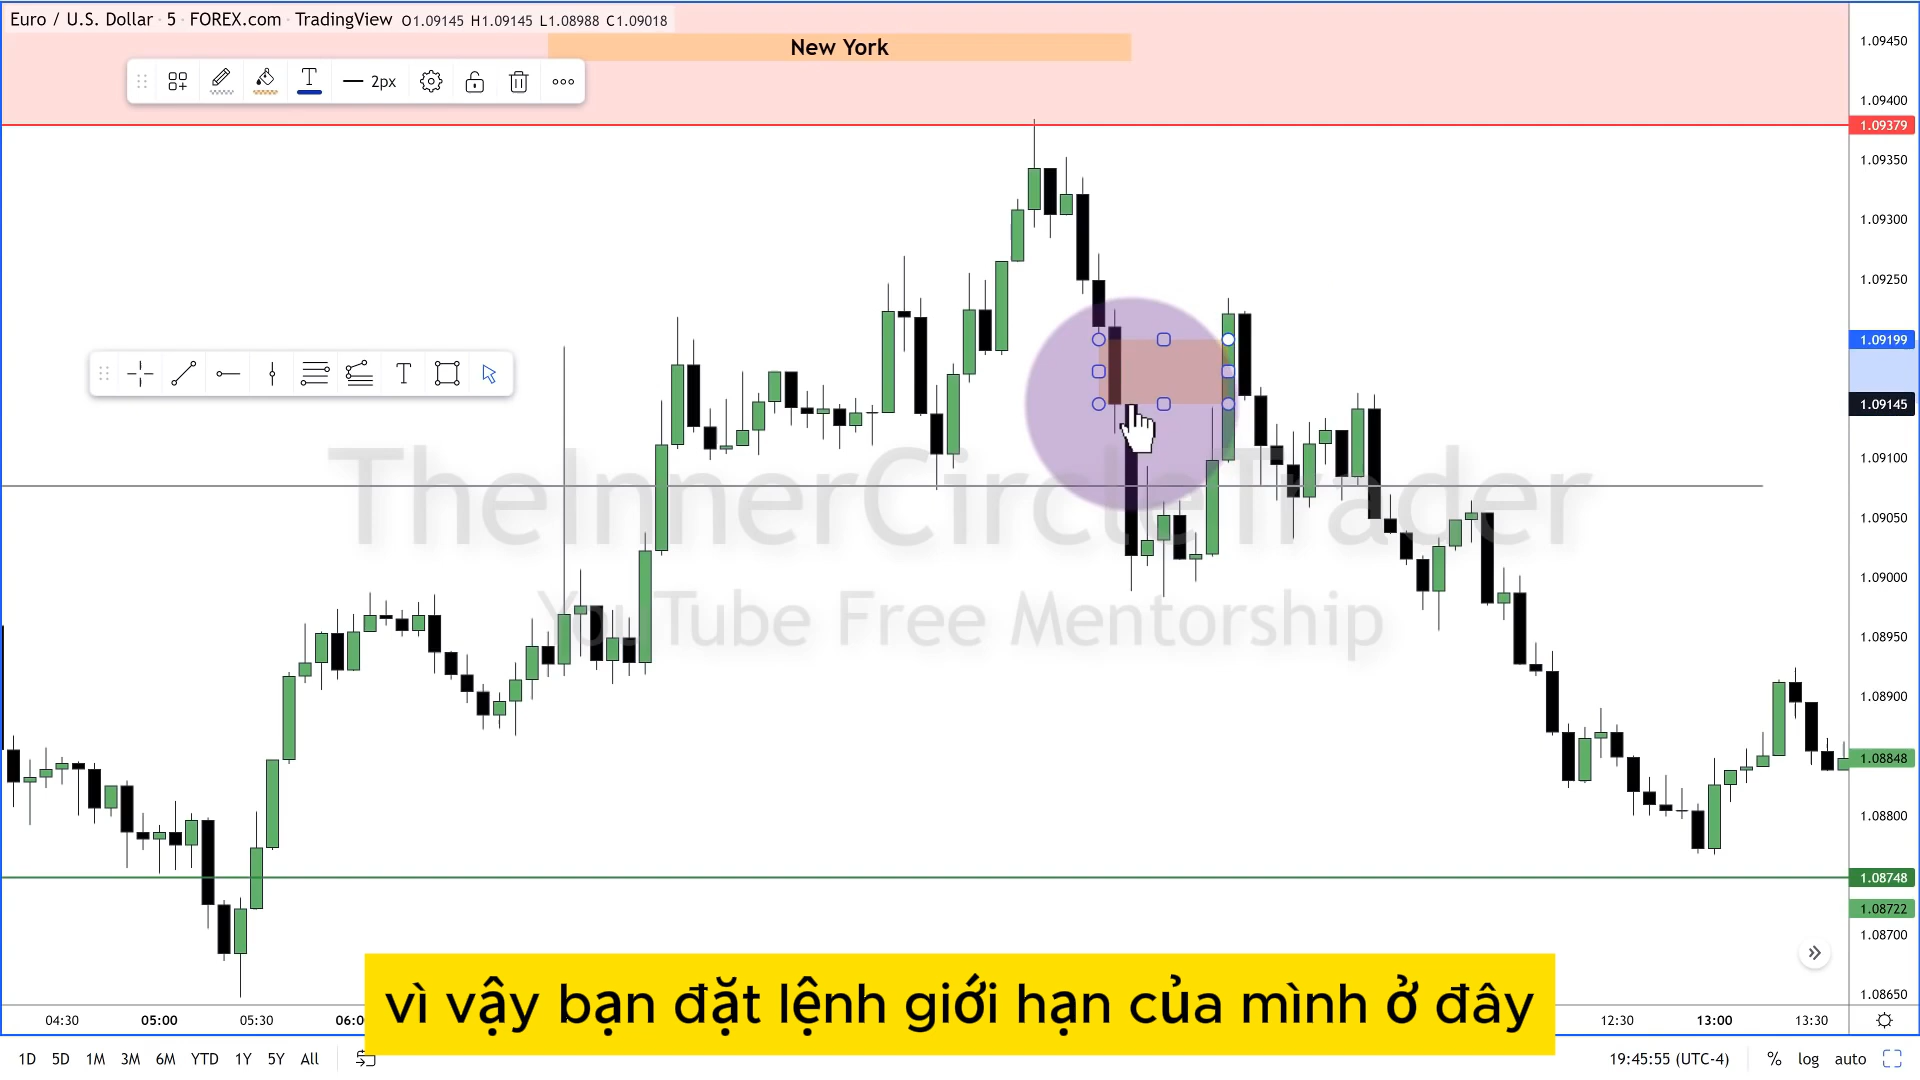 Euro / U.S. Dollar · 5 · FOREX.com · TradingView O1.09145 H1.09145 L1.08988 C1.09018
New York
2px
T
TheInnerCircleTrader
YouTube Free Mentorship
1.09450
1.09400
1.09379
1.09350
1.09300
1.09250
1.09199
1.09145
1.09100
1.09050
1.09000
1.08950
1.08900
1.08848
1.08800
1.08748
1.08722
1.08700
1.08650
vì vậy bạn đặt lệnh giới hạn của mình ở đây
04:30 05:00 05:30 12:30 13:00 13:30
1D 5D 1M 3M 6M YTD 1Y 5Y All 19:45:55 (UTC-4) % log auto